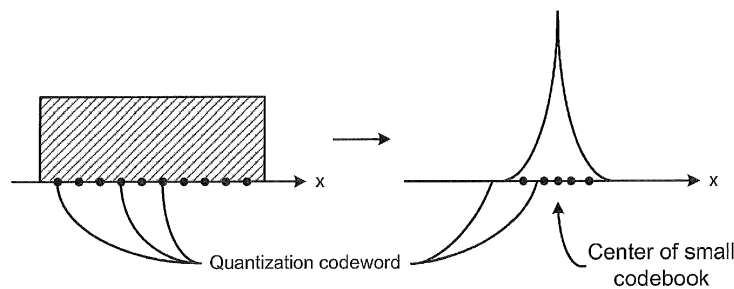 x
x
Quantization codeword
Center of small
codebook